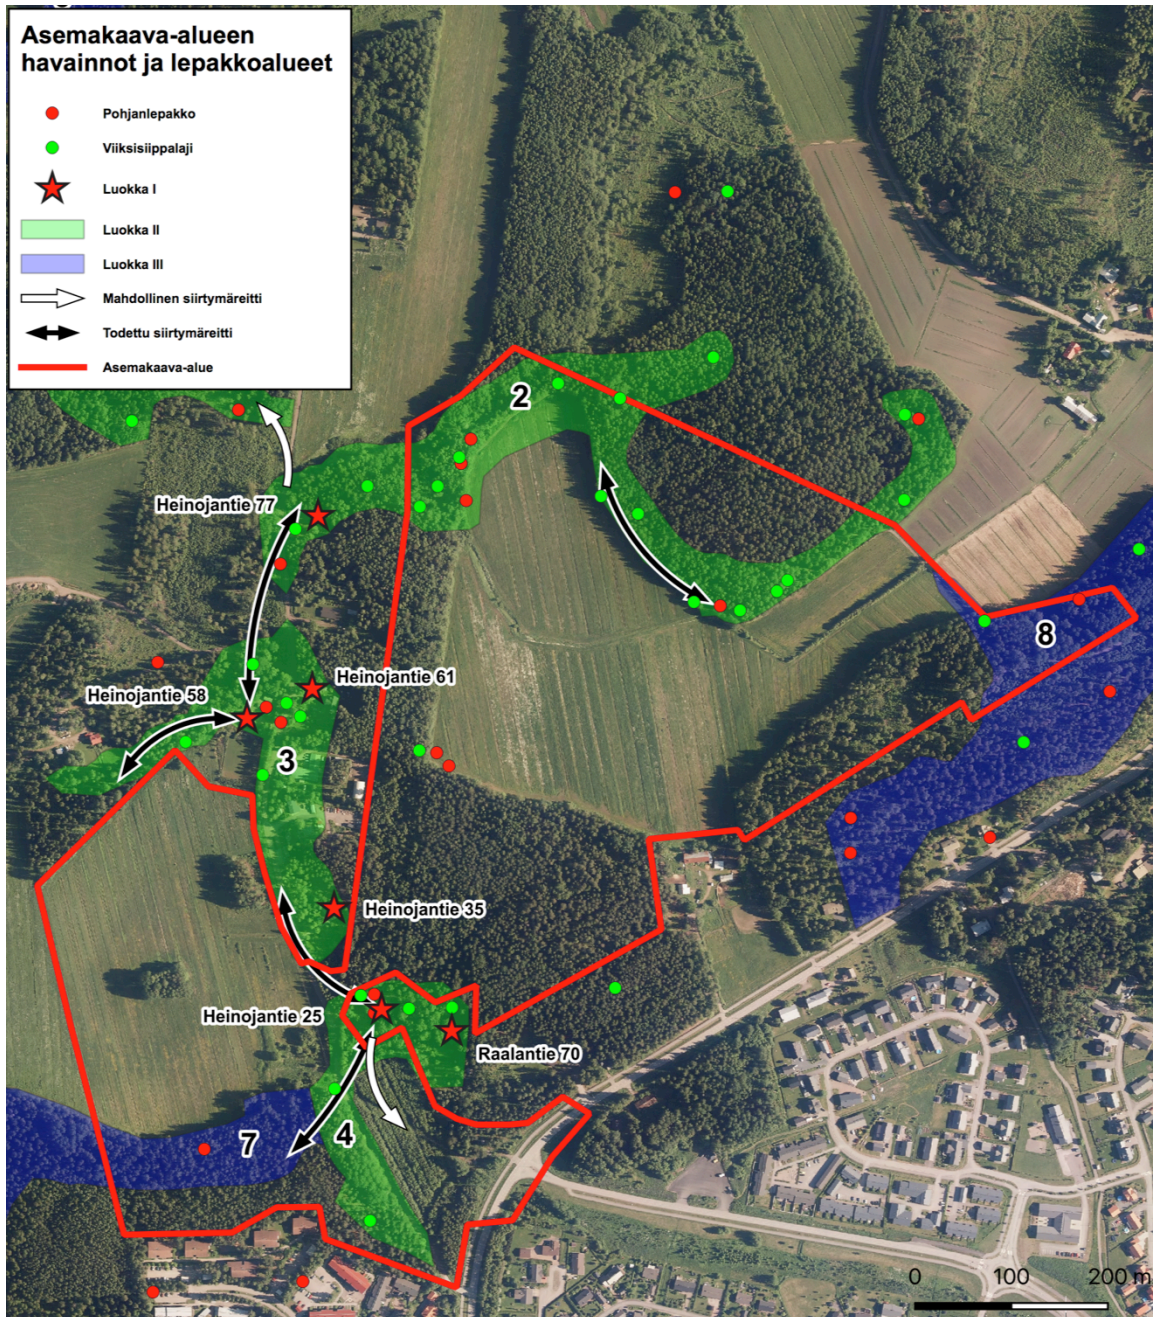 Asemakaava-alueen
havainnot ja lepakkoalueet
Pohjanlepakko
Viiksisiippalaji
Luokka I
Luokka II
Luokka III
Mahdollinen siirtymäreitti
Todettu siirtymäreitti
Asemakaava-alue
2
Heinojantie 77
8
Heinojantie 61
Heinojantie 58
3
Heinojantie 35
Heinojantie 25
Raalantie 70
7
4
0 100 200 m